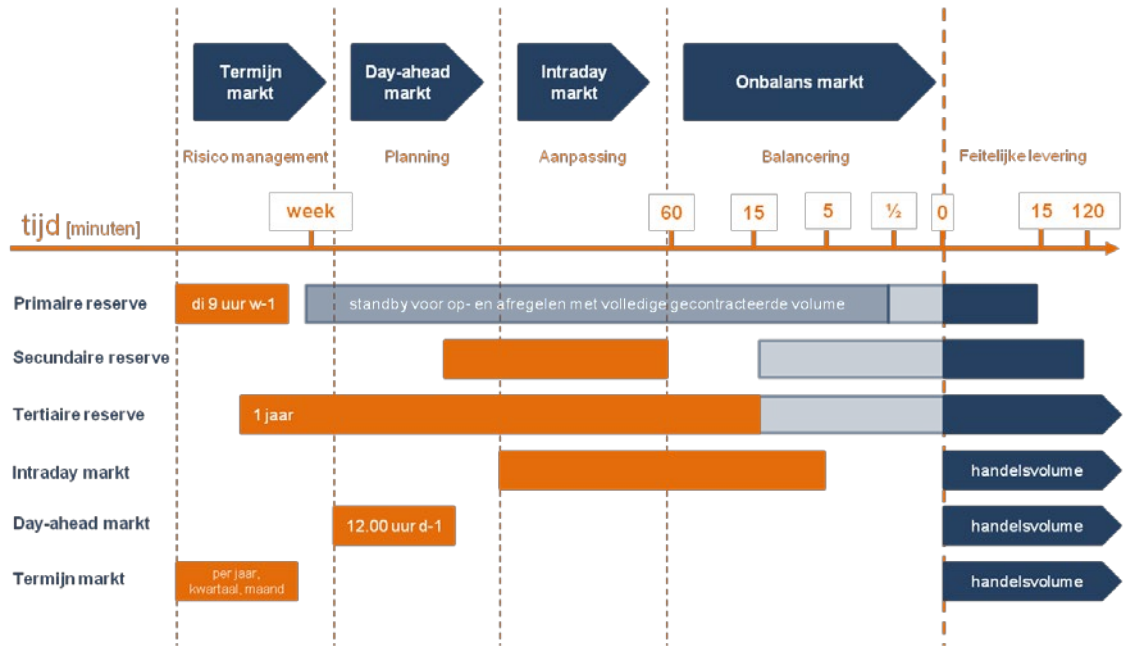 Termijn
markt
Day-ahead
markt
Intraday
markt
Onbalans markt
Risico management
Planning
Aanpassing
Balancering
Feitelijke levering
tijd [minuten]
week
60
15
5
½
0
15
120
Primaire reserve
di 9 uur w-1
standby voor op- en afregelen met volledige gecontracteerde volume
Secundaire reserve
Tertiaire reserve
1 jaar
Intraday markt
handelsvolume
Day-ahead markt
12.00 uur d-1
handelsvolume
Termijn markt
per jaar,
kwartaal, maand
handelsvolume